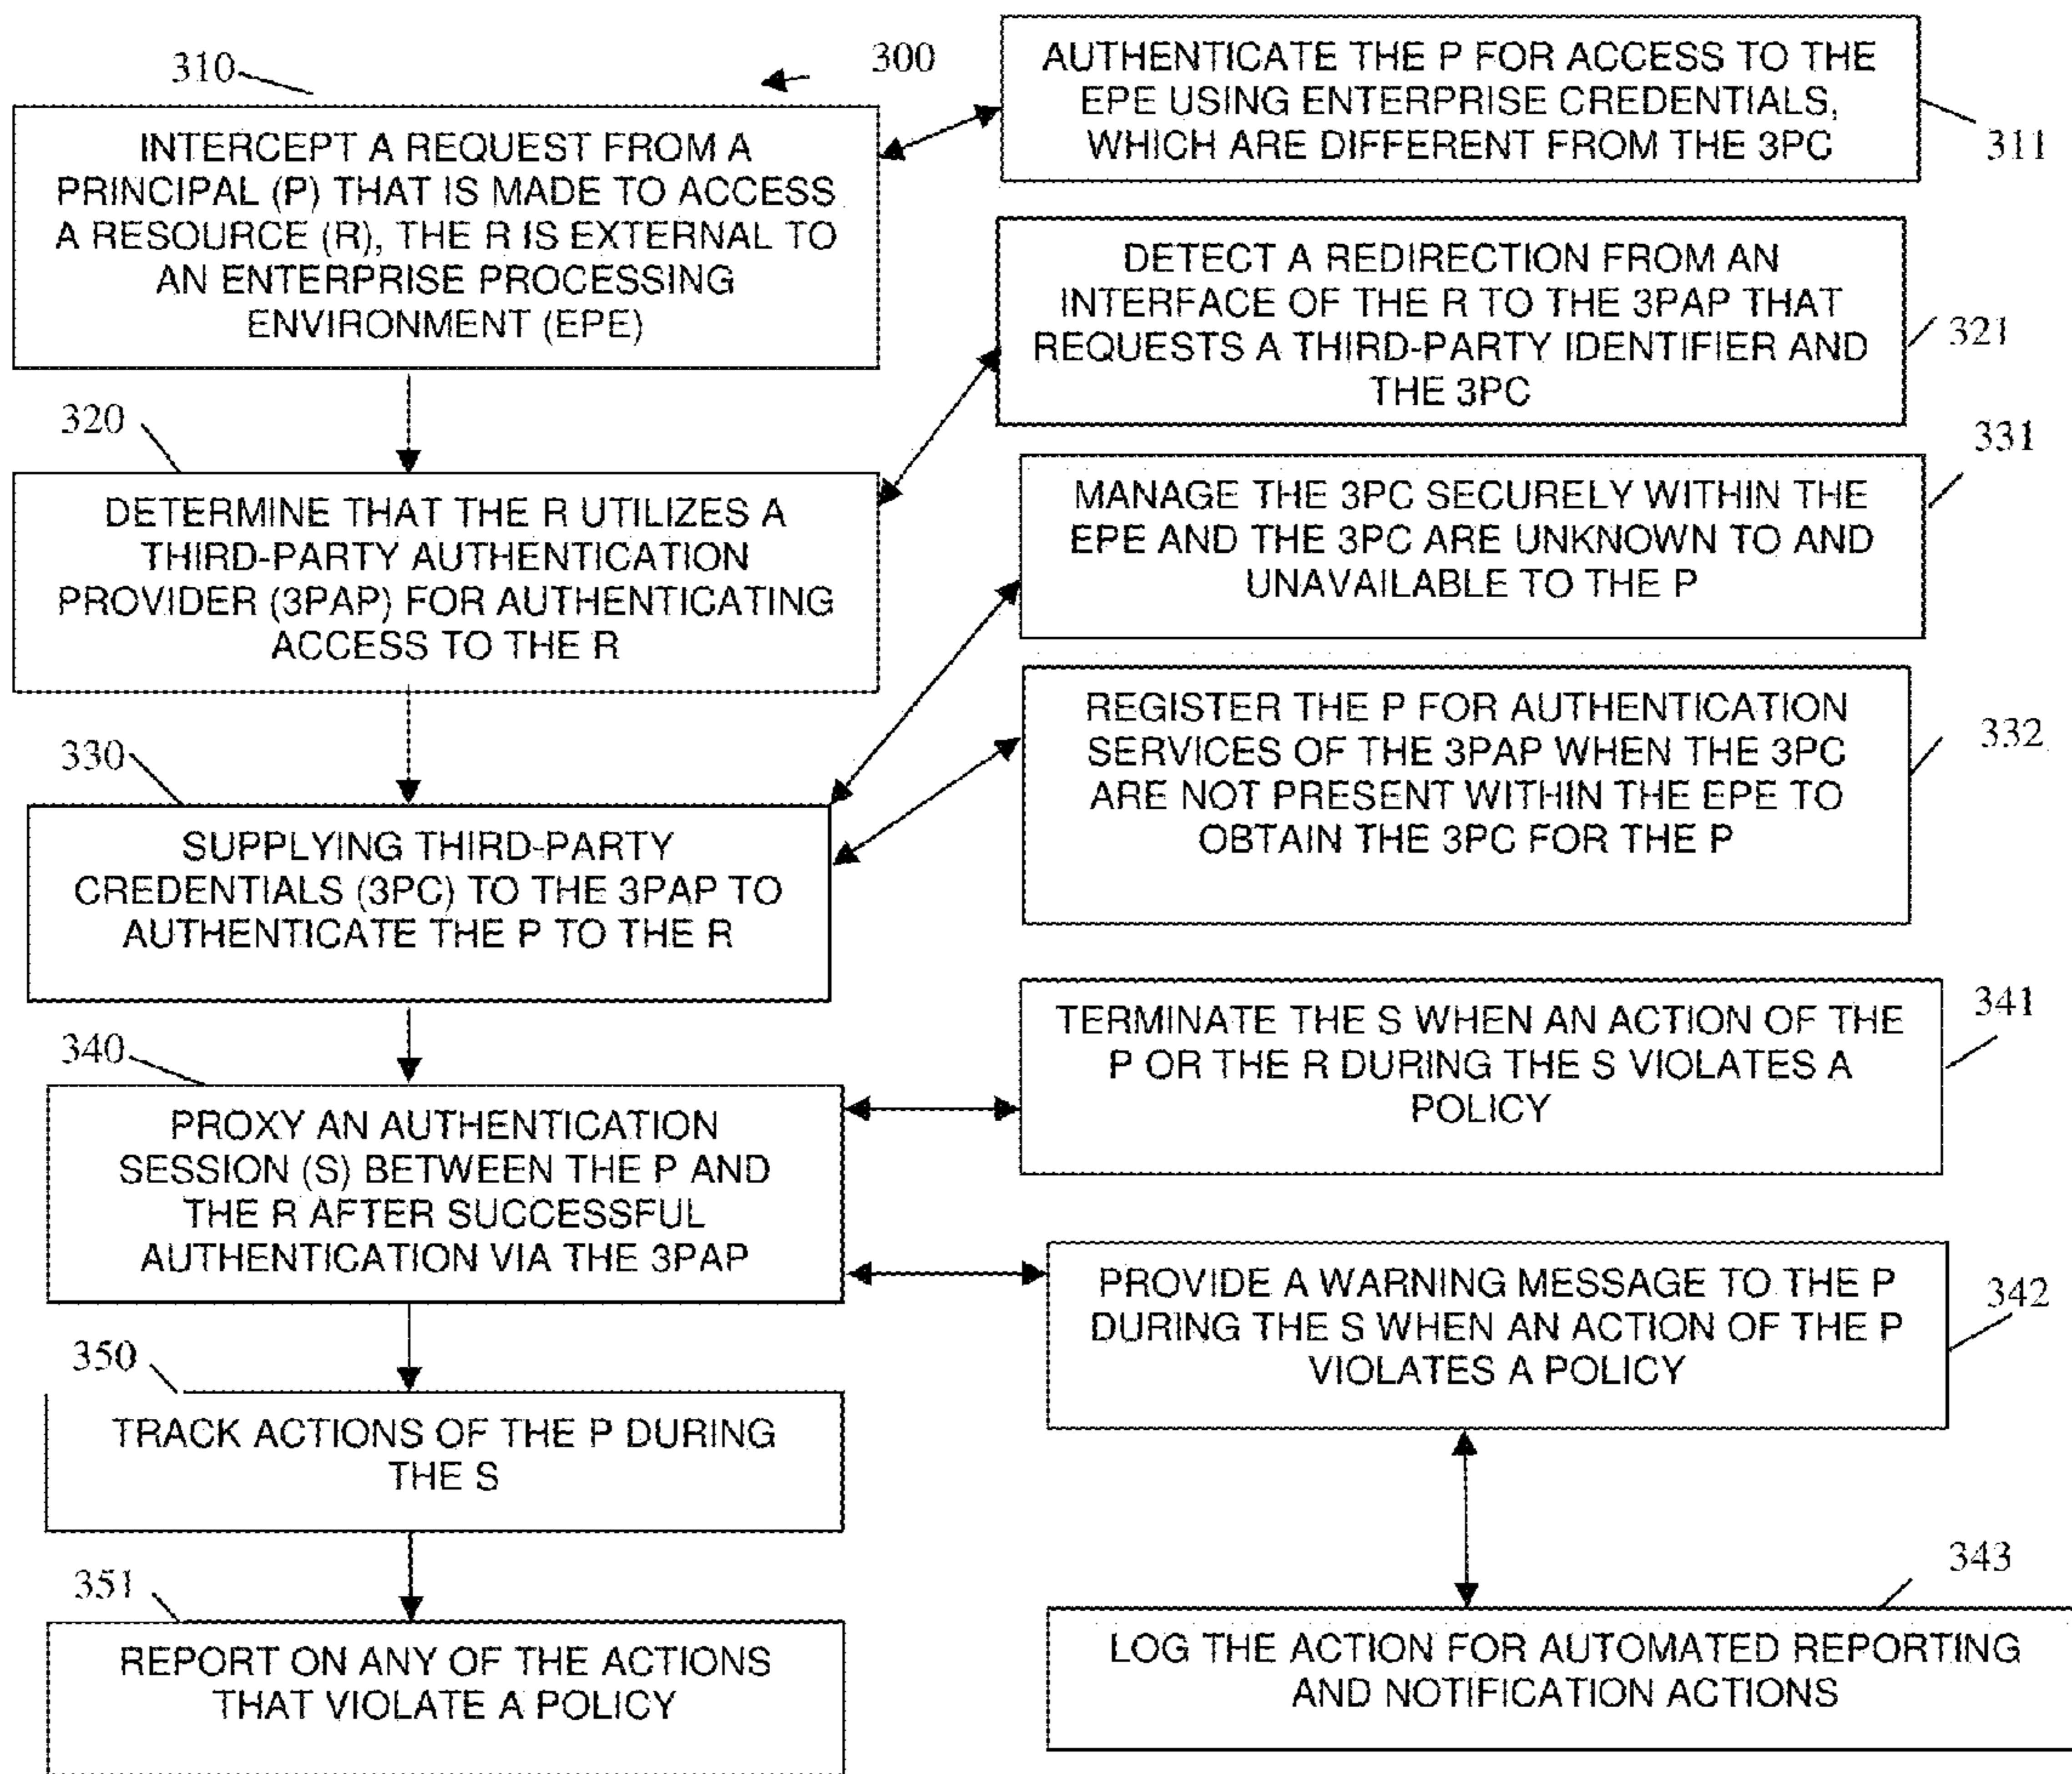 300
310
INTERCEPT A REQUEST FROM A
PRINCIPAL (P) THAT IS MADE TO ACCESS
A RESOURCE (R), THE R IS EXTERNAL TO
AN ENTERPRISE PROCESSING
ENVIRONMENT (EPE)
AUTHENTICATE THE P FOR ACCESS TO THE
EPE USING ENTERPRISE CREDENTIALS,
WHICH ARE DIFFERENT FROM THE 3PC
311
320
DETERMINE THAT THE R UTILIZES A
THIRD-PARTY AUTHENTICATION
PROVIDER (3PAP) FOR AUTHENTICATING
ACCESS TO THE R
DETECT A REDIRECTION FROM AN
INTERFACE OF THE R TO THE 3PAP THAT
REQUESTS A THIRD-PARTY IDENTIFIER AND
THE 3PC
321
330
SUPPLYING THIRD-PARTY
CREDENTIALS (3PC) TO THE 3PAP TO
AUTHENTICATE THE P TO THE R
331
MANAGE THE 3PC SECURELY WITHIN THE
EPE AND THE 3PC ARE UNKNOWN TO AND
UNAVAILABLE TO THE P
REGISTER THE P FOR AUTHENTICATION
SERVICES OF THE 3PAP WHEN THE 3PC
ARE NOT PRESENT WITHIN THE EPE TO
OBTAIN THE 3PC FOR THE P
332
340
PROXY AN AUTHENTICATION
SESSION (S) BETWEEN THE P AND
THE R AFTER SUCCESSFUL
AUTHENTICATION VIA THE 3PAP
TERMINATE THE S WHEN AN ACTION OF THE
P OR THE R DURING THE S VIOLATES A
POLICY
341
PROVIDE A WARNING MESSAGE TO THE P
DURING THE S WHEN AN ACTION OF THE P
VIOLATES A POLICY
342
350
TRACK ACTIONS OF THE P DURING
THE S
351
REPORT ON ANY OF THE ACTIONS
THAT VIOLATE A POLICY
343
LOG THE ACTION FOR AUTOMATED REPORTING
AND NOTIFICATION ACTIONS